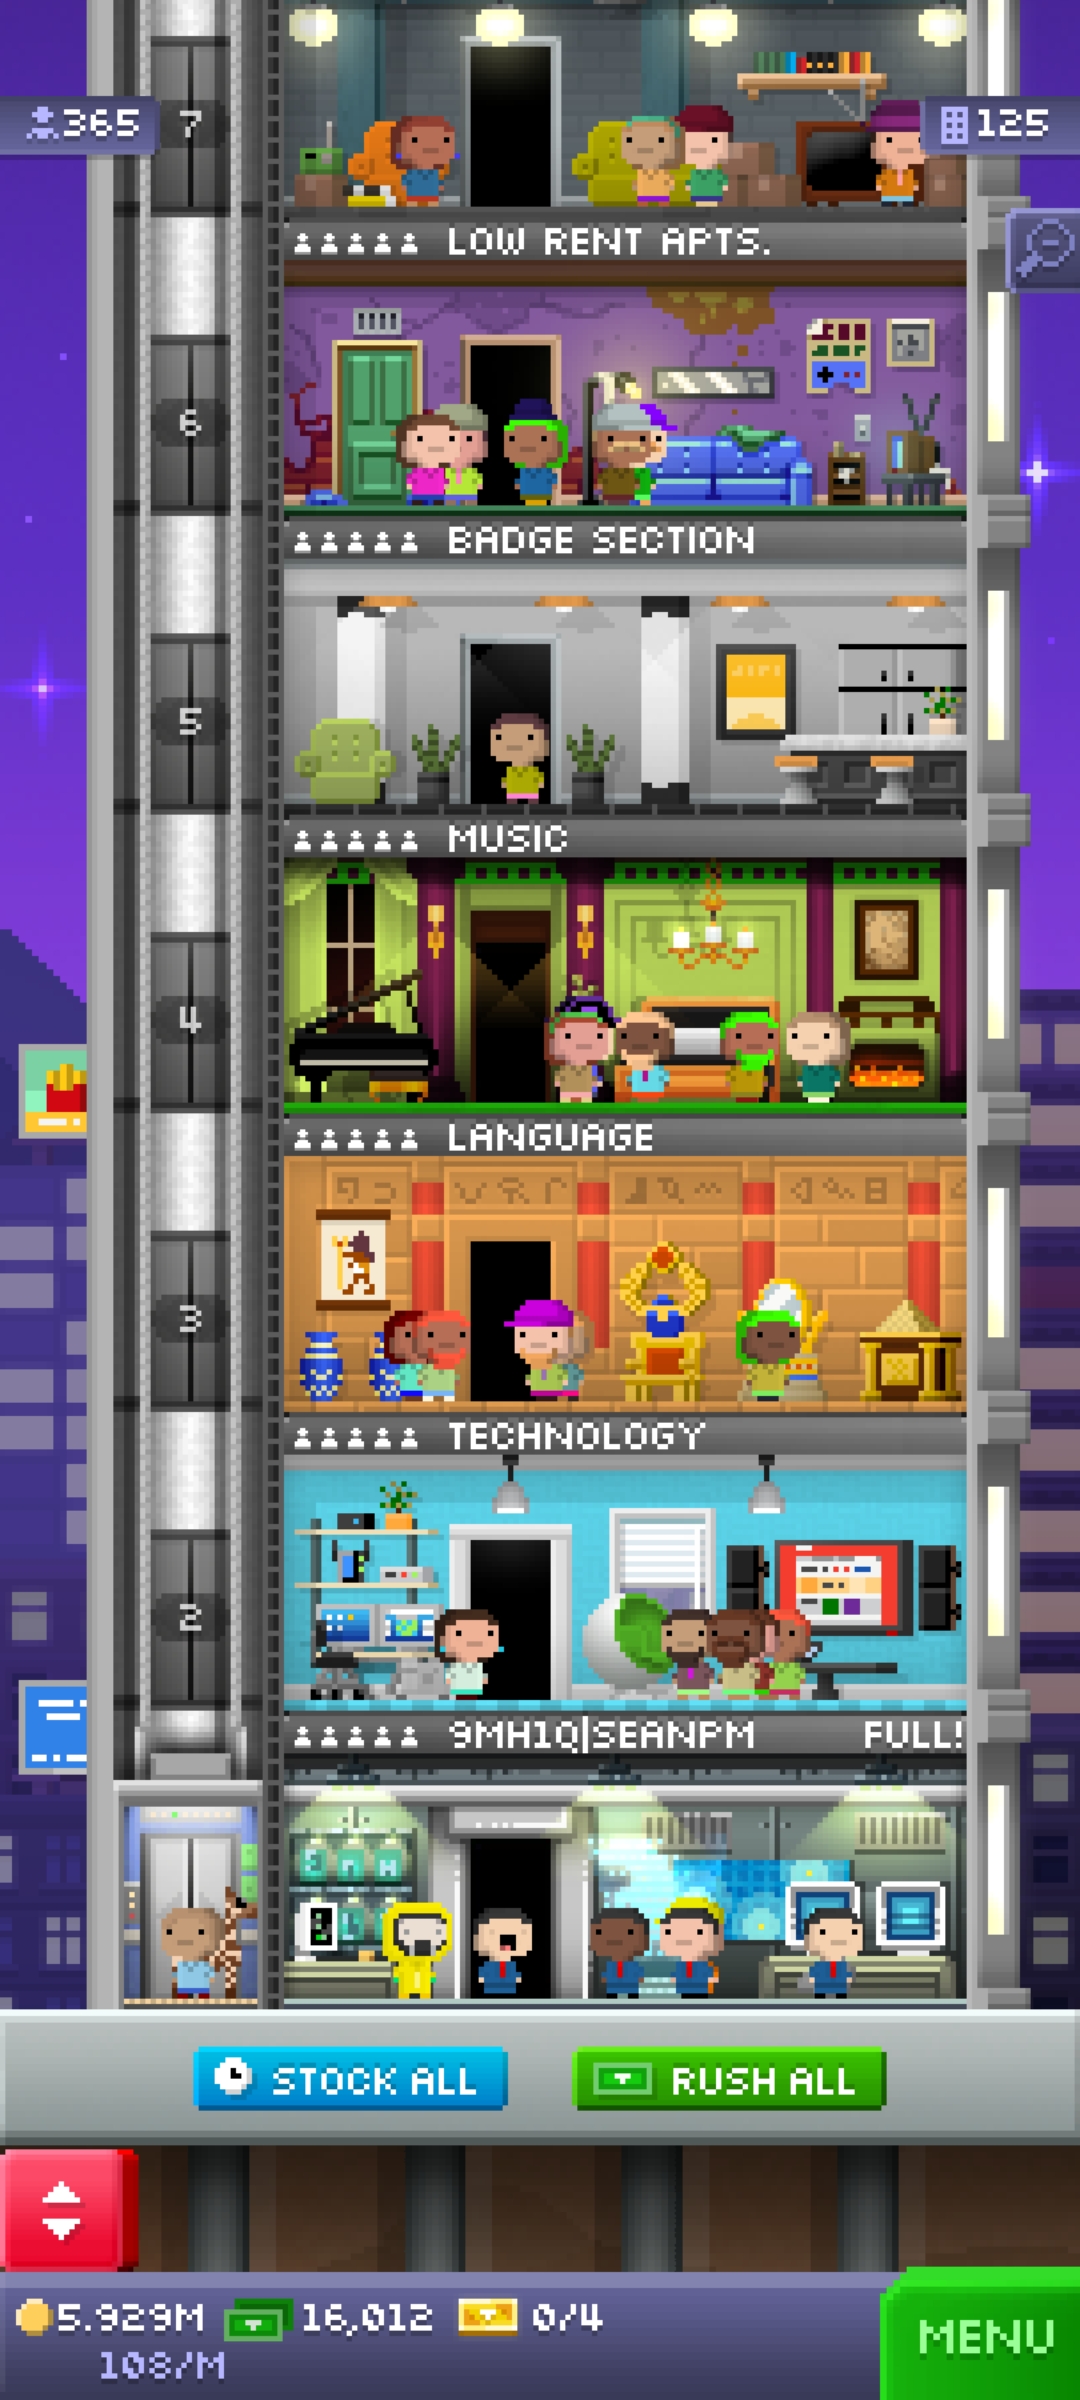 365
7
125
LOW RENT APTS.
6
BADGE SECTION
5
MUSIC
4
LANGUAGE
3
TECHNOLOGY
2
9MH1Q|SEANPM FULL!
STOCK ALL
RUSH ALL
5.929M
16,012
0/4
108/M
MENU